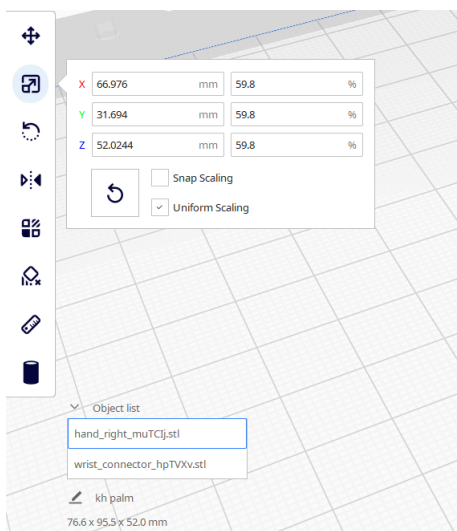 X 66.976 mm 59.8 %
Y 31.694 mm 59.8 %
Z 52.0244 mm 59.8 %
Snap Scaling
Uniform Scaling
Object list
hand_right_muTCIj.stl
wrist_connector_hpTVXv.stl
kh palm
76.6 x 95.5 x 52.0 mm